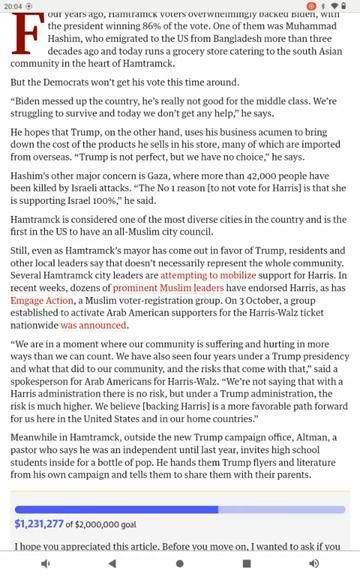 20:04
Four years ago, Hamtramck voters overwhelmingly backed Biden, with
the president winning 86% of the vote. One of them was Muhammad
Hashim, who emigrated to the US from Bangladesh more than three
decades ago and today runs a grocery store catering to the south Asian
community in the heart of Hamtramck.
But the Democrats won't get his vote this time around.
“Biden messed up the country, he's really not good for the middle class. We're
struggling to survive and today we don't get any help,” he says.
He hopes that Trump, on the other hand, uses his business acumen to bring
down the cost of the products he sells in his store, many of which are imported
from overseas. “Trump is not perfect, but we have no choice,” he says.
Hashim's other major concern is Gaza, where more than 42,000 people have
been killed by Israeli attacks. “The No 1 reason [to not vote for Harris] is that she
is supporting Israel 100%,” he said.
Hamtramck is considered one of the most diverse cities in the country and is the
first in the US to have an all-Muslim city council.
Still, even as Hamtramck's mayor has come out in favor of Trump, residents and
other local leaders say that doesn't necessarily represent the whole community.
Several Hamtramck city leaders are attempting to mobilize support for Harris. In
recent weeks, dozens of prominent Muslim leaders have endorsed Harris, as has
Emgage Action, a Muslim voter-registration group. On 3 October, a group
established to activate Arab American supporters for the Harris-Walz ticket
nationwide was announced.
“We are in a moment where our community is suffering and hurting in more
ways than we can count. We have also seen four years under a Trump presidency
and what that did to our community, and the risks that come with that,” said a
spokesperson for Arab Americans for Harris-Walz. “We're not saying that with a
Harris administration there is no risk, but under a Trump administration, the
risk is much higher. We believe [backing Harris] is a more favorable path forward
for us here in the United States and in our home countries.”
Meanwhile in Hamtramck, outside the new Trump campaign office, Altman, a
pastor who says he was an independent until last year, invites high school
students inside for a bottle of pop. He hands them Trump flyers and literature
from his own campaign and tells them to share them with their parents.
$1,231,277 of $2,000,000 goal
I hope you appreciated this article. Before you move on, I wanted to ask if you